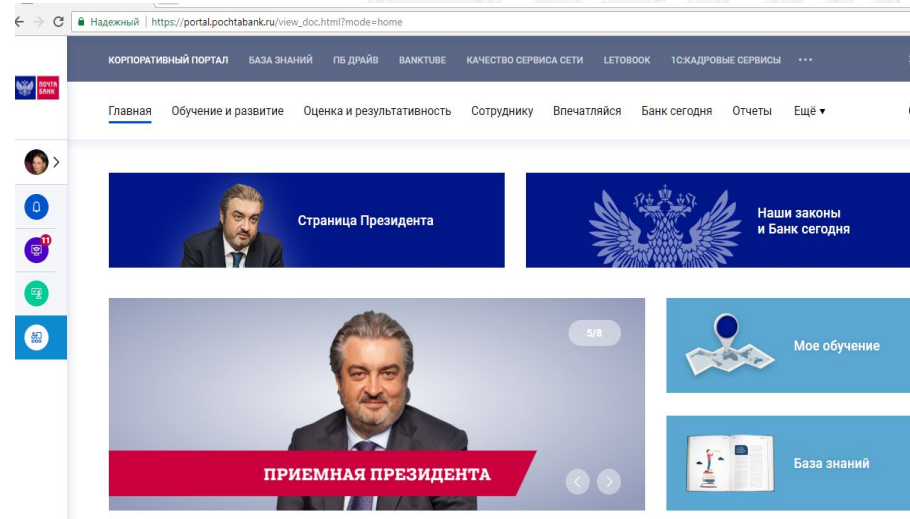 Надежный | https://portal.pochtabank.ru/view_doc.html?mode=home
КОРПОРАТИВНЫЙ ПОРТАЛ БАЗА ЗНАНИЙ ПБ ДРАЙВ BANKTUBE КАЧЕСТВО СЕРВИСА СЕТИ LETOBOOK 1С:КАДРОВЫЕ СЕРВИСЫ ...
ПОЧТА
БАНК
Главная Обучение и развитие Оценка и результативность Сотруднику Впечатляйся Банк сегодня Отчеты Ещё ▾
Страница Президента
Наши законы
и Банк сегодня
11
5/8
Мое обучение
ПРИЕМНАЯ ПРЕЗИДЕНТА
База знаний